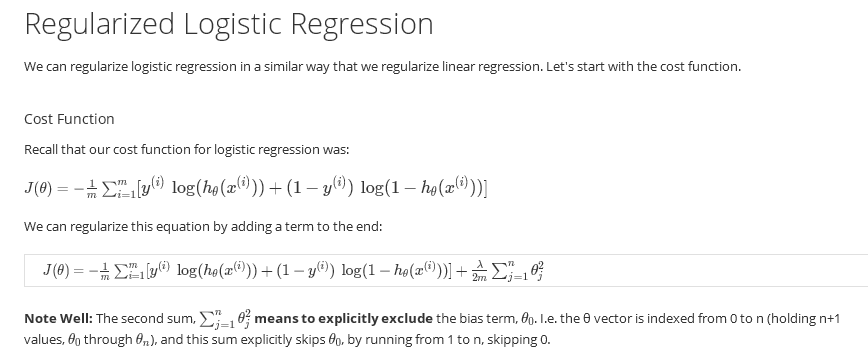 Regularized Logistic Regression
We can regularize logistic regression in a similar way that we regularize linear regression. Let's start with the cost function.
Cost Function
Recall that our cost function for logistic regression was:
J(θ) = −\frac{1}{m} ∑_{i=1}^{m}[y^{(i)} log(h_θ(x^{(i)})) + (1 − y^{(i)}) log(1 − h_θ(x^{(i)}))]
We can regularize this equation by adding a term to the end:
J(θ) = −\frac{1}{m} ∑_{i=1}^{m}[y^{(i)} log(h_θ(x^{(i)})) + (1 − y^{(i)}) log(1 − h_θ(x^{(i)}))] + \frac{λ}{2m} ∑_{j=1}^{n} θ_j^2
Note Well: The second sum, ∑_{j=1}^{n} θ_j^2 means to explicitly exclude the bias term, θ_0. I.e. the θ vector is indexed from 0 to n (holding n+1
values, θ_0 through θ_n), and this sum explicitly skips θ_0, by running from 1 to n, skipping 0.